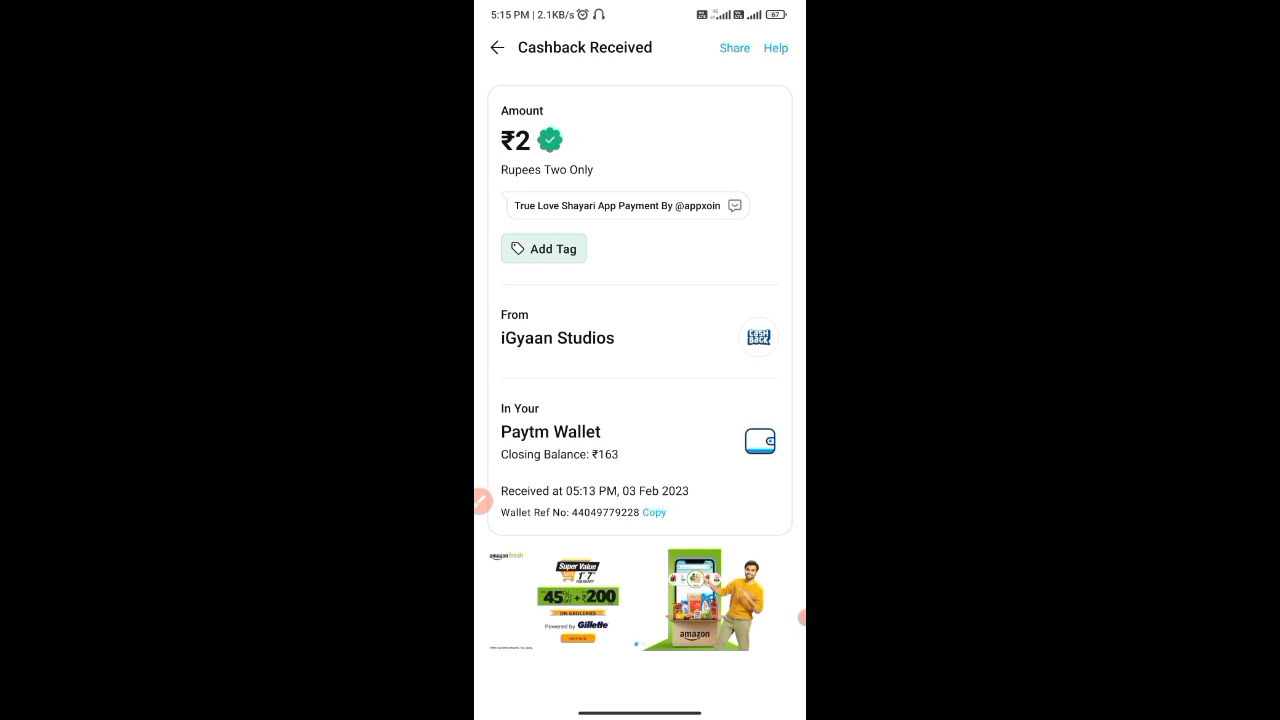 5:15 PM | 2.1KB/s
67
Cashback Received
Share
Help
Amount
₹2
Rupees Two Only
True Love Shayari App Payment By @appxoin
Add Tag
From
iGyaan Studios
CASH
BACK
In Your
Paytm Wallet
Closing Balance: ₹163
Received at 05:13 PM, 03 Feb 2023
Wallet Ref No: 44049779228 Copy
amazon fresh
Super Value
45% + ₹200
ON GROCERIES
Powered by Gillette
amazon